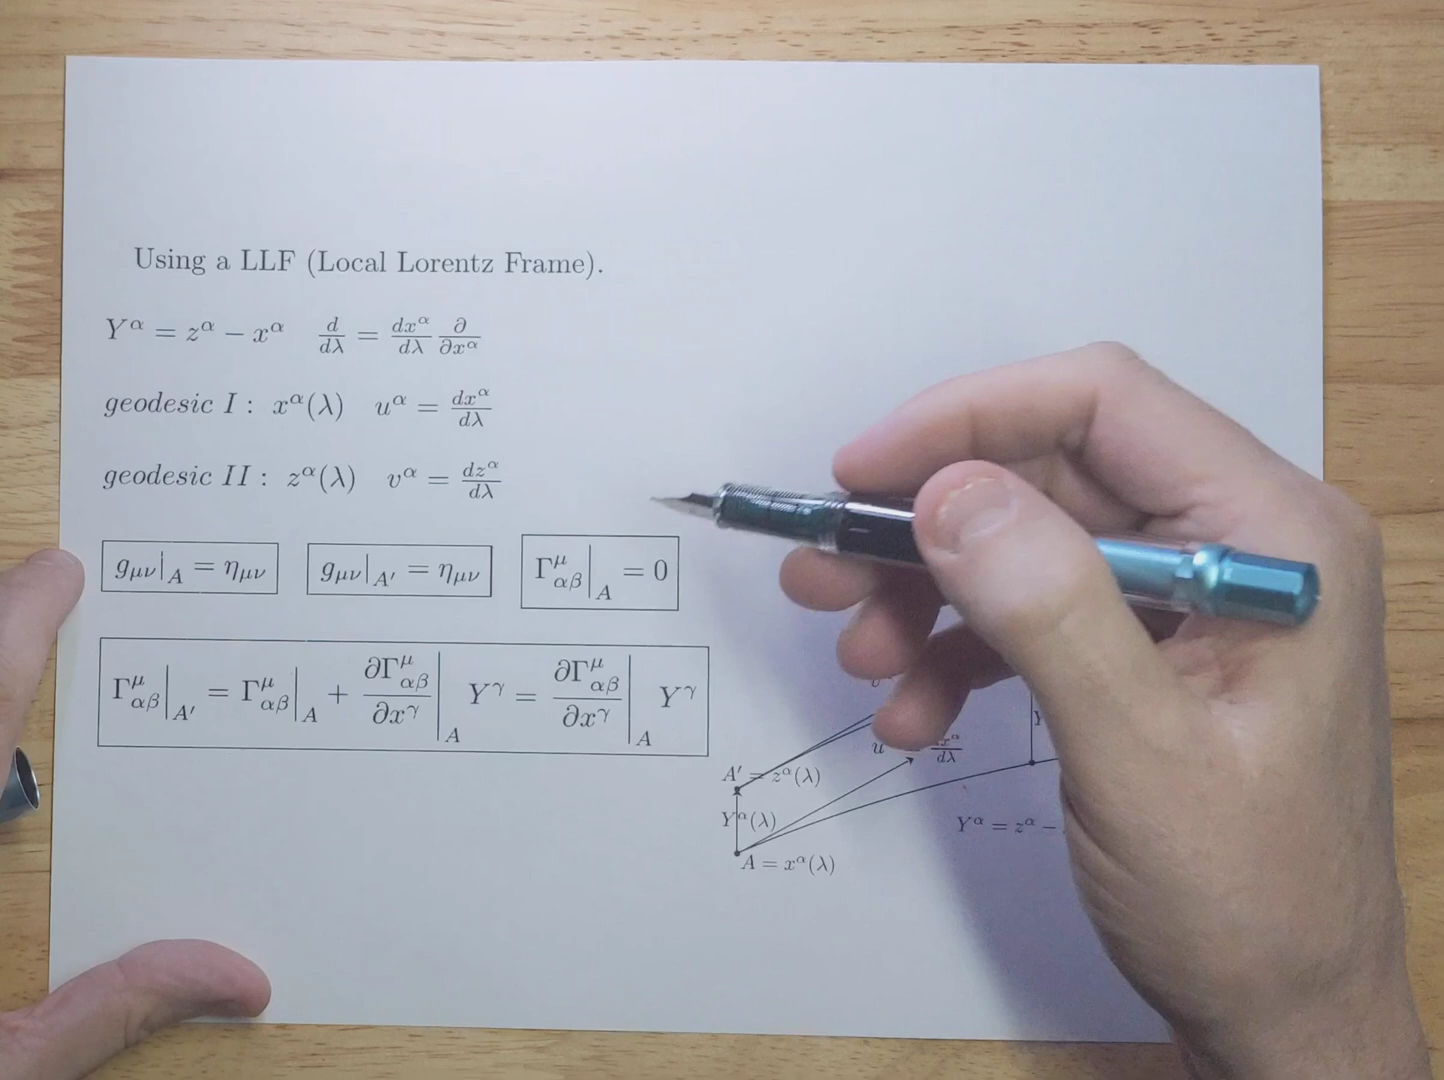 Using a LLF (Local Lorentz Frame).
Y^α = z^α − x^α   d/dλ = dx^α/dλ ∂/∂x^α
geodesic I : x^α(λ)   u^α = dx^α/dλ
geodesic II : z^α(λ)   v^α = dz^α/dλ
g_μν|_A = η_μν   g_μν|_A′ = η_μν   Γ^μ_αβ|_A = 0
Γ^μ_αβ|_A′ = Γ^μ_αβ|_A + ∂Γ^μ_αβ/∂x^γ|_A Y^γ = ∂Γ^μ_αβ/∂x^γ|_A Y^γ
A′ = z^α(λ)
Y^α(λ)
Y^α = z^α −
A = x^α(λ)